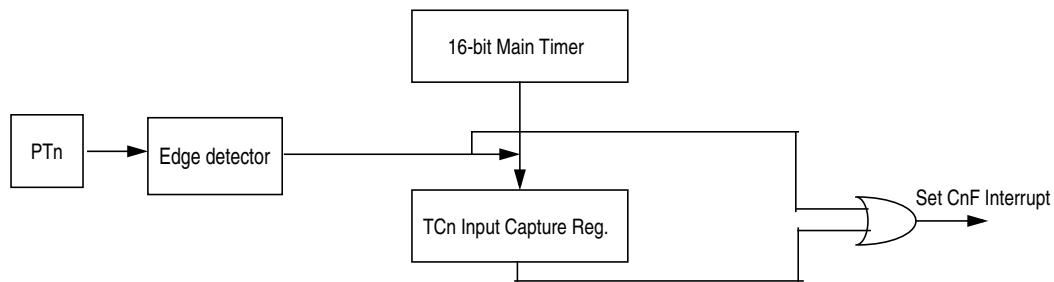 16-bit Main Timer
PTn
Edge detector
TCn Input Capture Reg.
Set CnF Interrupt